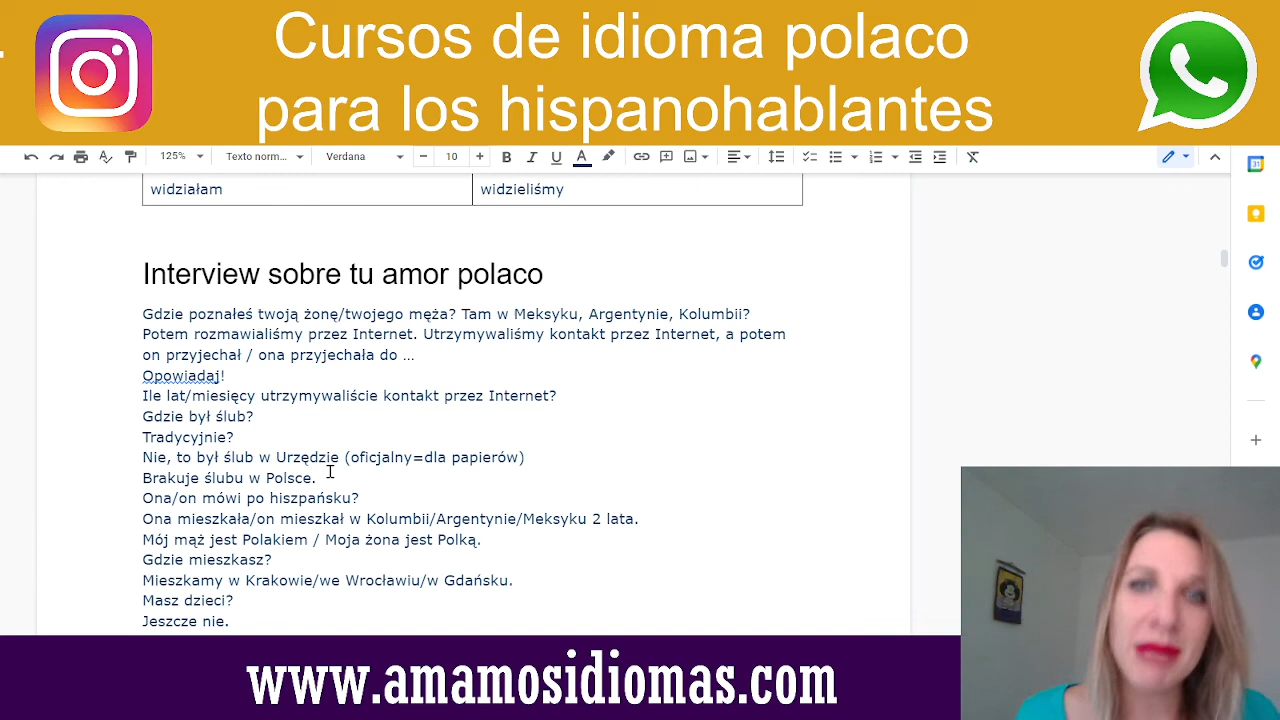 Cursos de idioma polaco
para los hispanohablantes
125% Texto norm... Verdana 10 B I U A
widziałam widzieliśmy
Interview sobre tu amor polaco
Gdzie poznałeś twoją żonę/twojego męża? Tam w Meksyku, Argentynie, Kolumbii?
Potem rozmawialiśmy przez Internet. Utrzymywaliśmy kontakt przez Internet, a potem
on przyjechał / ona przyjechała do ...
Opowiadaj!
Ile lat/miesięcy utrzymywaliście kontakt przez Internet?
Gdzie był ślub?
Tradycyjnie?
Nie, to był ślub w Urzędzie (oficjalny=dla papierów)
Brakuje ślubu w Polsce.
Ona/on mówi po hiszpańsku?
Ona mieszkała/on mieszkał w Kolumbii/Argentynie/Meksyku 2 lata.
Mój mąż jest Polakiem / Moja żona jest Polką.
Gdzie mieszkasz?
Mieszkamy w Krakowie/we Wrocławiu/w Gdańsku.
Masz dzieci?
Jeszcze nie.
www.amamosidiomas.com